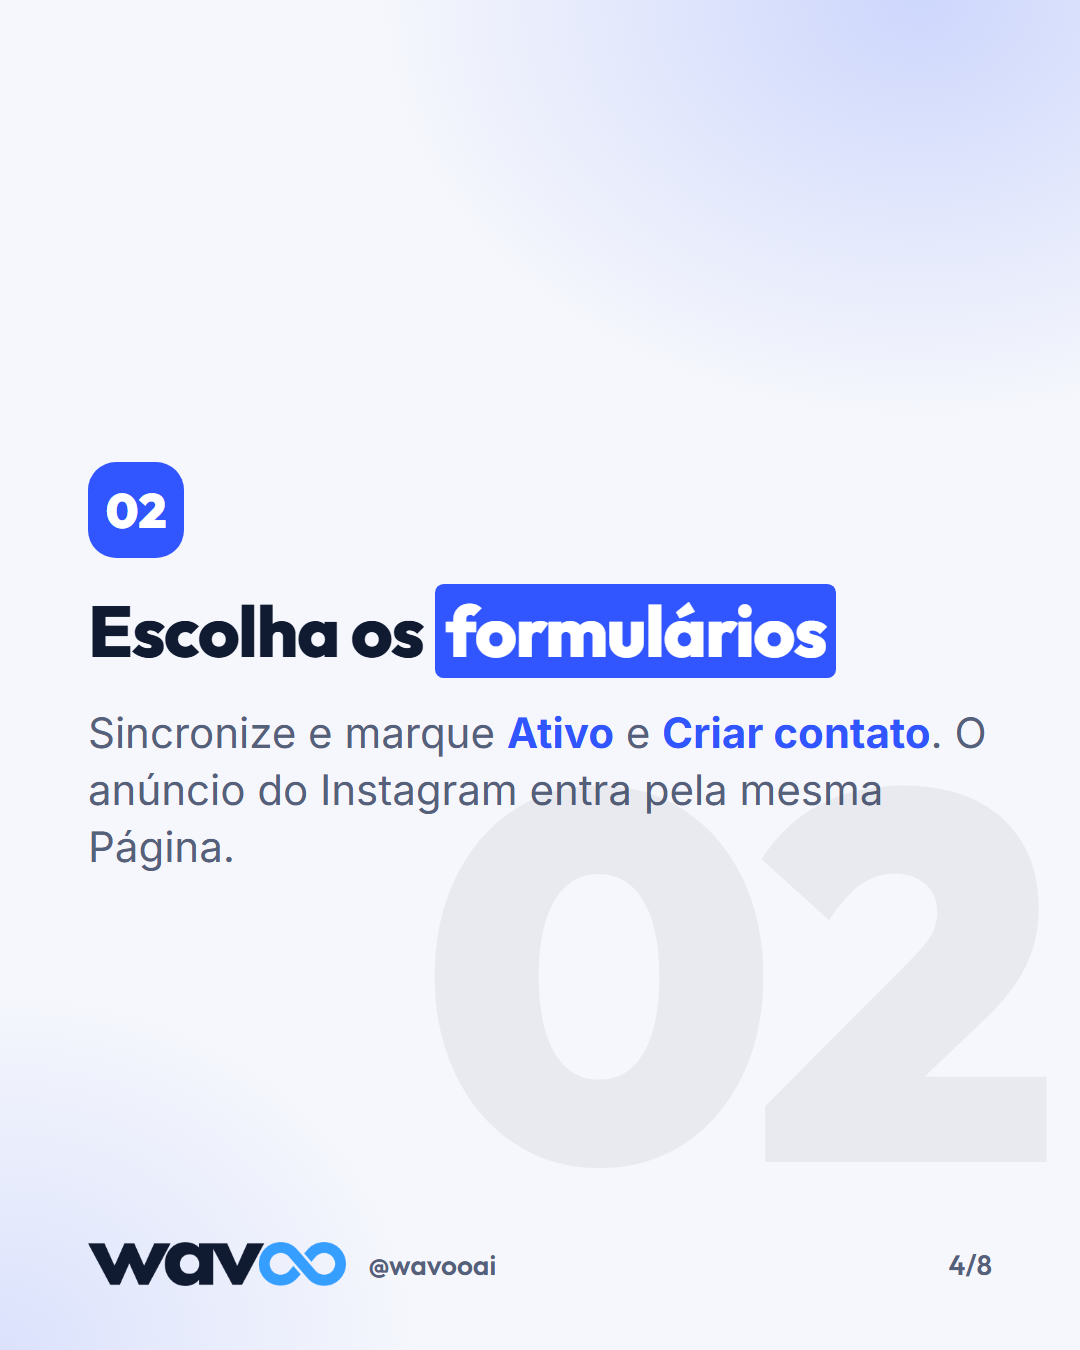 02
Escolha os formulários
Sincronize e marque Ativo e Criar contato. O
anúncio do Instagram entra pela mesma
Página.
02
wavoo @wavooai 4/8